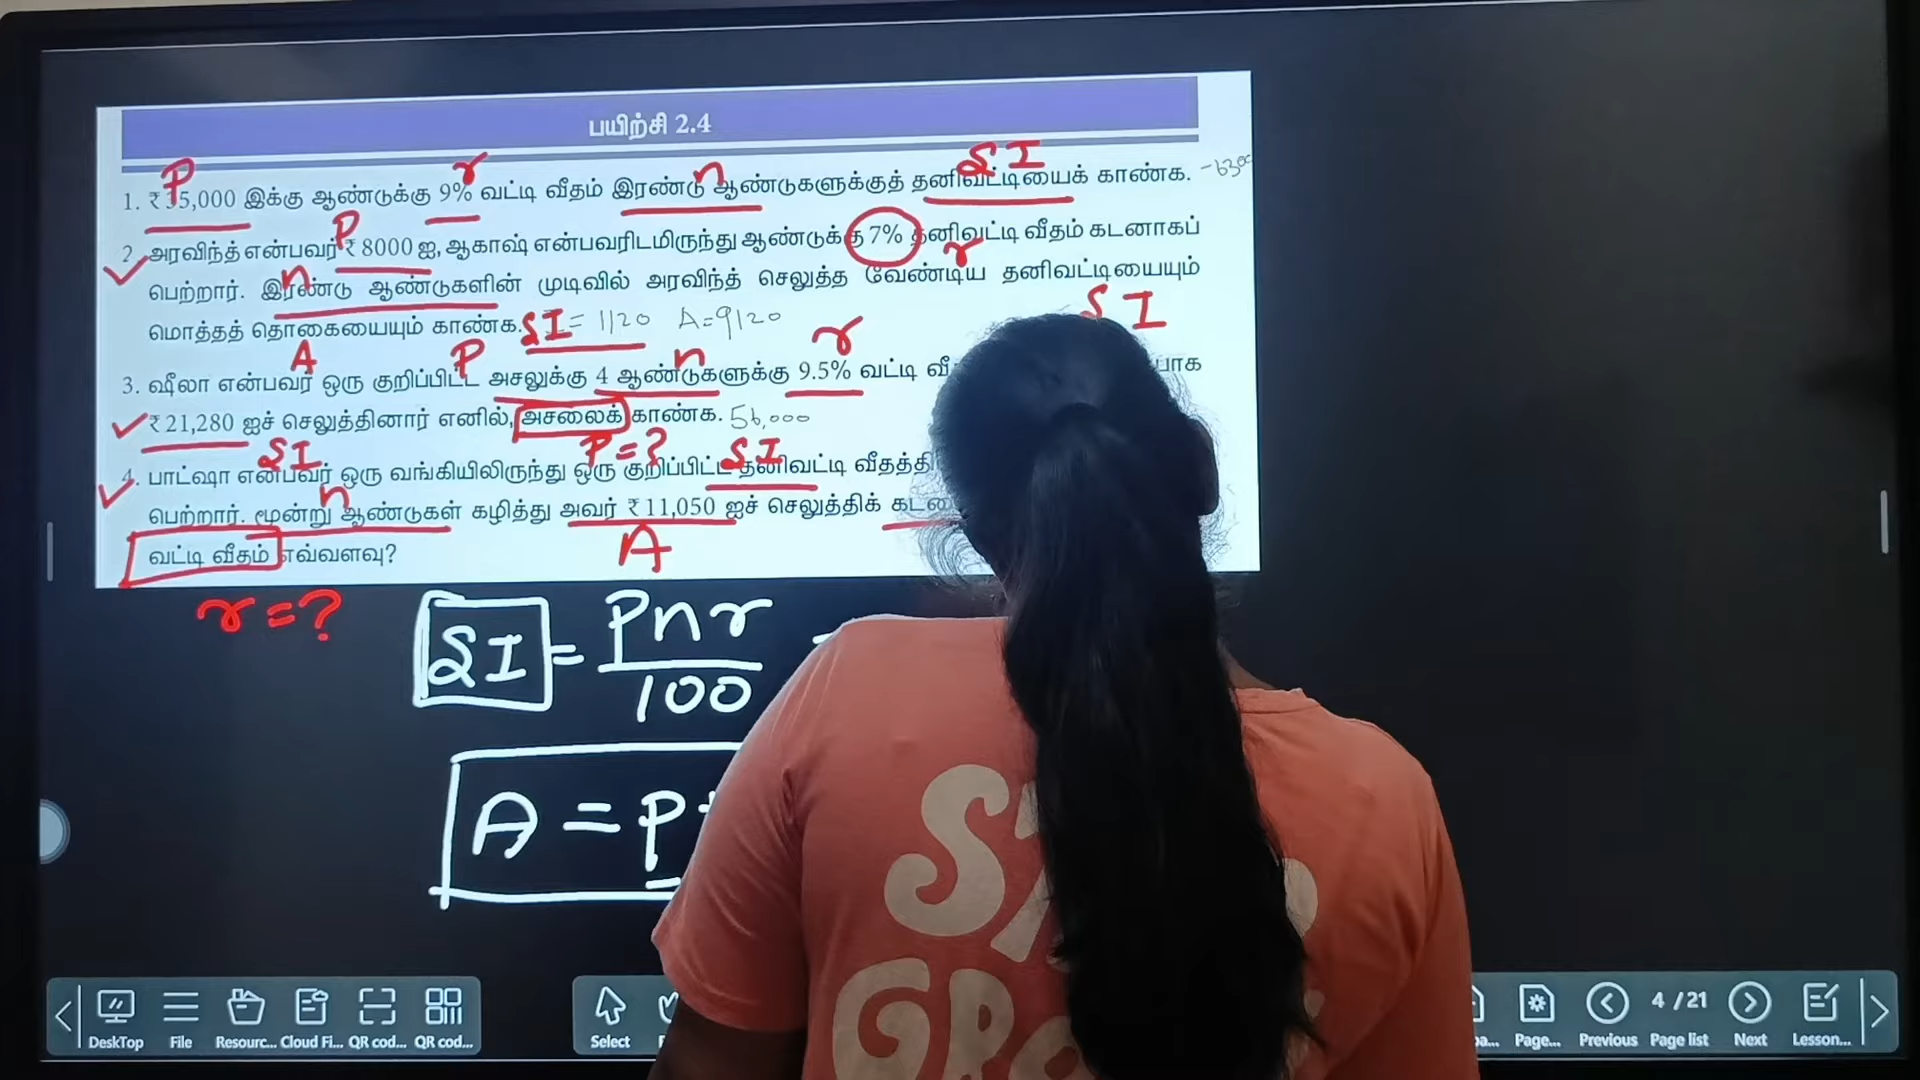 பயிற்சி 2.4
P r n SI
1. ₹35,000 இக்கு ஆண்டுக்கு 9% வட்டி வீதம் இரண்டு ஆண்டுகளுக்குத் தனிவட்டியைக் காண்க.
P
2. அரவிந்த் என்பவர் ₹8000 ஐ, ஆகாஷ் என்பவரிடமிருந்து ஆண்டுக்கு 7% தனிவட்டி வீதம் கடனாகப்
n r
பெற்றார். இரண்டு ஆண்டுகளின் முடிவில் அரவிந்த் செலுத்த வேண்டிய தனிவட்டியையும்
SI
மொத்தத் தொகையையும் காண்க. SI = 1120 A=9120
A P n r
3. ஷீலா என்பவர் ஒரு குறிப்பிட்ட அசலுக்கு 4 ஆண்டுகளுக்கு 9.5% வட்டி
₹21,280 ஐச் செலுத்தினார் எனில், அசலைக் காண்க. 56,000
SI P=? SI
4. பாட்ஷா என்பவர் ஒரு வங்கியிலிருந்து ஒரு குறிப்பிட்ட தனிவட்டி
n
பெற்றார். மூன்று ஆண்டுகள் கழித்து அவர் ₹11,050 ஐச் செலுத்திக்
வட்டி வீதம் எவ்வளவு?
A
r=?
SI = Pnr
100
A = P+
ST
GRO
DeskTop File Resourc... Cloud Fi... QR cod... QR cod... Select Page... Previous 4 /21 Page list Next Lesson...